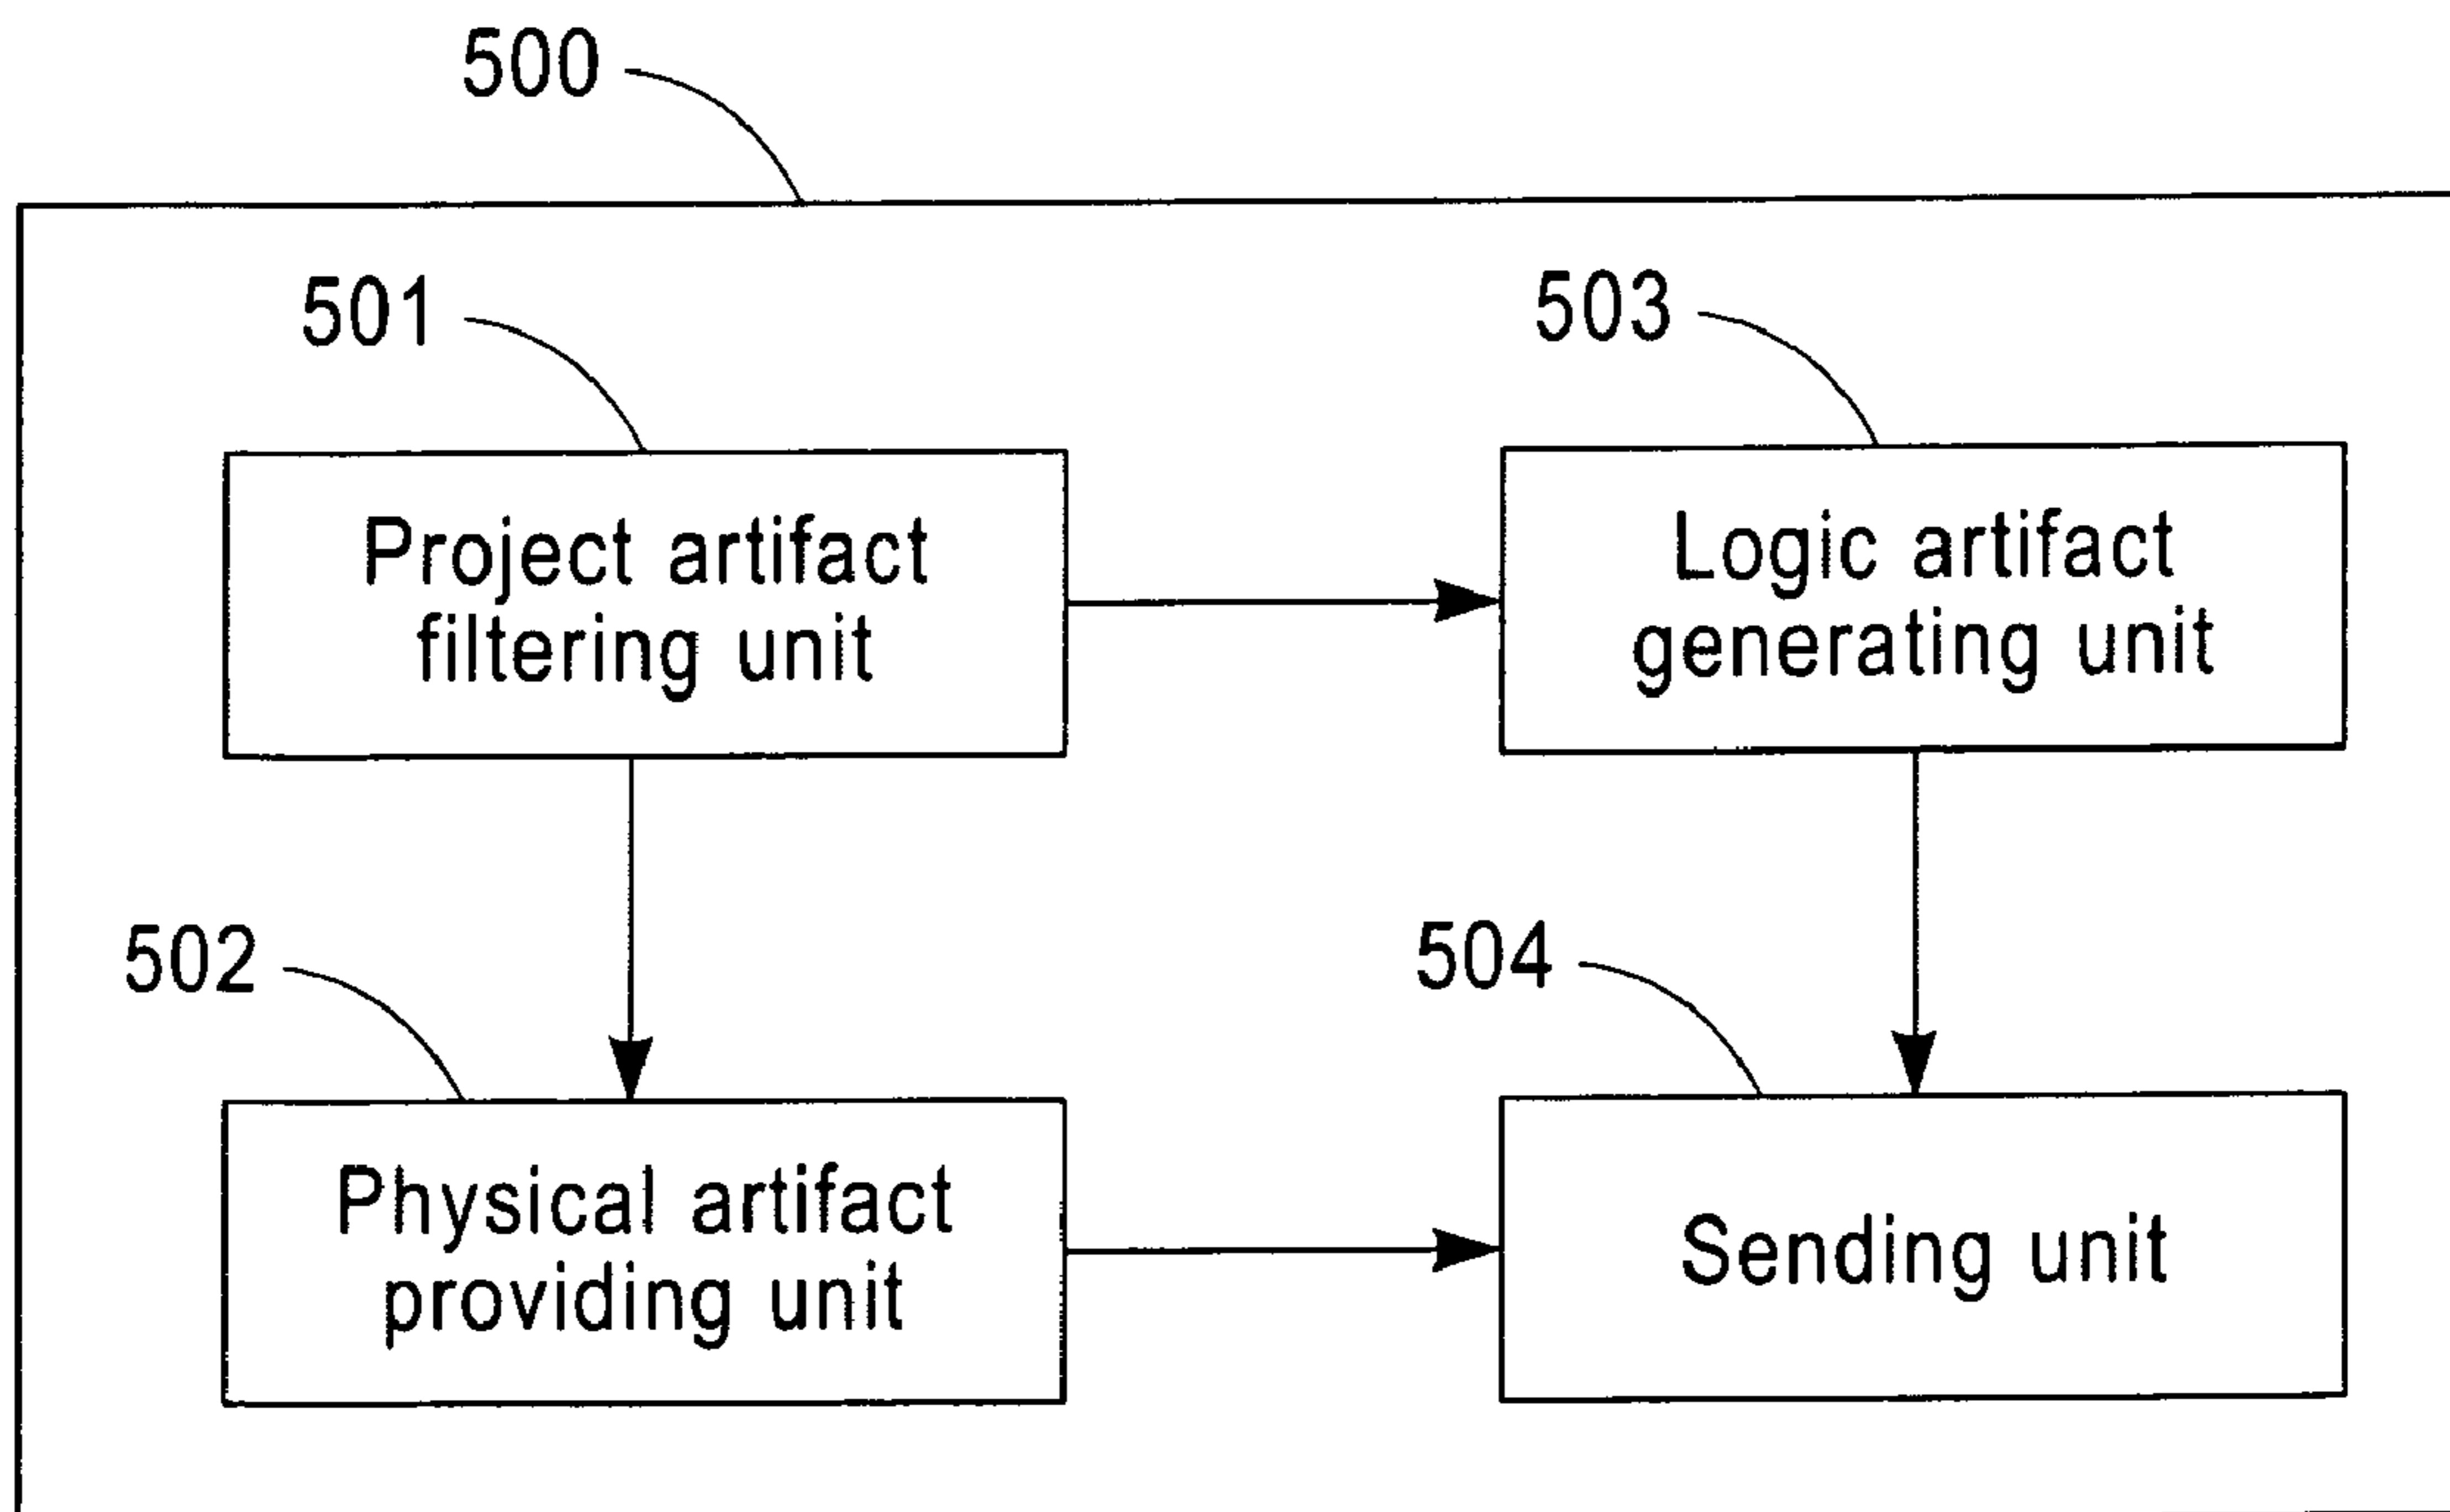 500
501
503
Project artifact
filtering unit
Logic artifact
generating unit
502
504
Physical artifact
providing unit
Sending unit